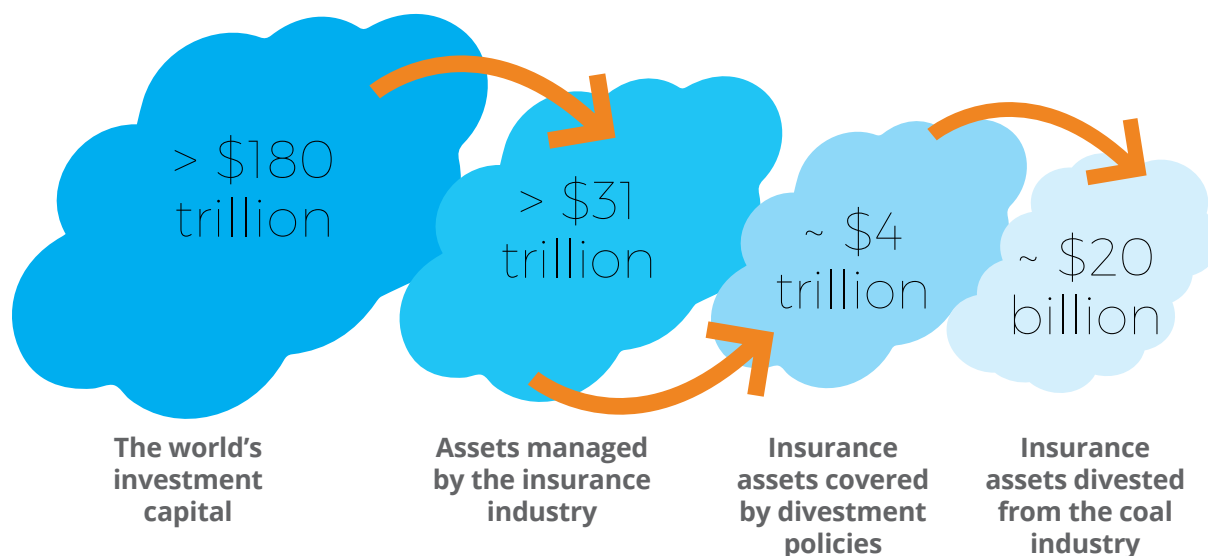 > $180
trillion
> $31
trillion
~ $4
trillion
~ $20
billion
The world's
investment
capital
Assets managed
by the insurance
industry
Insurance
assets covered
by divestment
policies
Insurance
assets divested
from the coal
industry